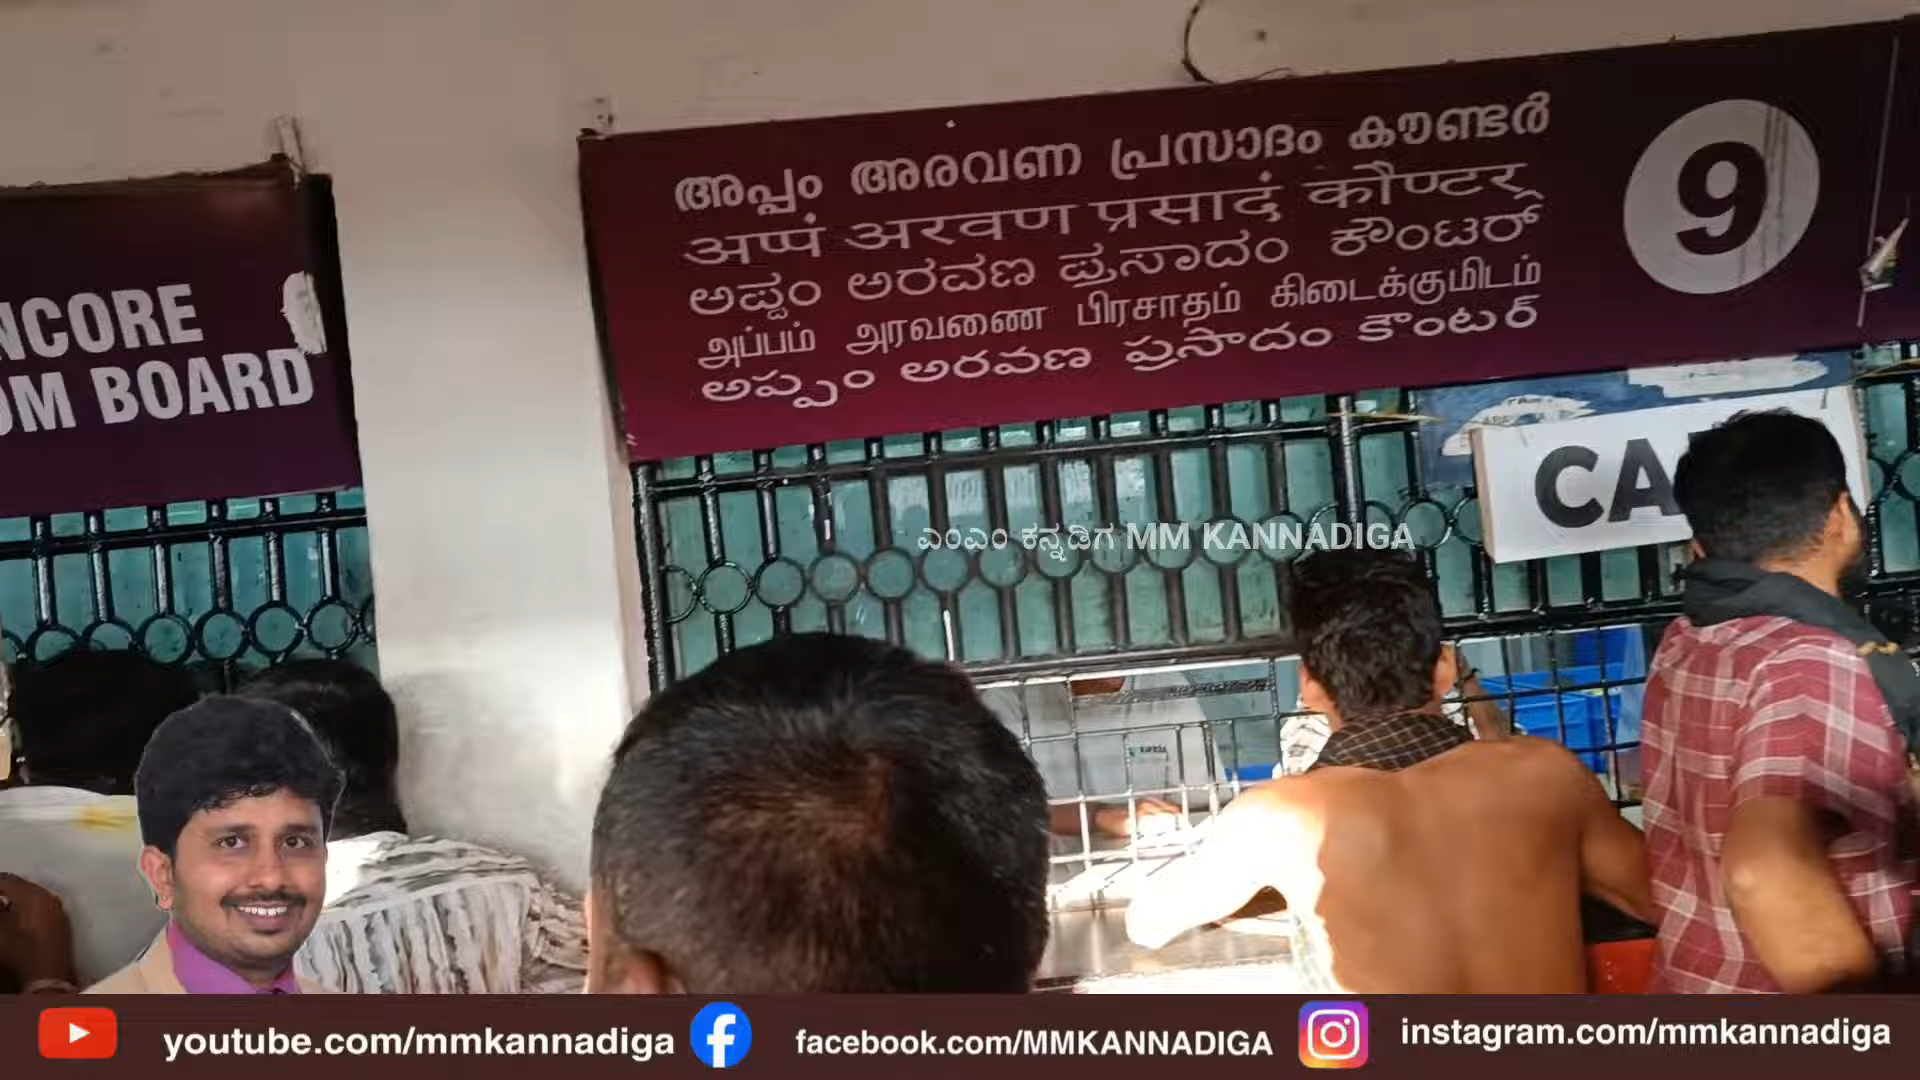 NCORE
OM BOARD
അപ്പം അരവണ പ്രസാദം കൗണ്ടർ
अप्पं अरवण प्रसादं कौण्टर्
ಅಪ್ಪಂ ಅರವಣ ಪ್ರಸಾದಂ ಕೌಂಟರ್
அப்பம் அரவணை பிரசாதம் கிடைக்குமிடம்
అప్పం అరవణ ప్రసాదం కౌంటర్
9
CA
ಎಂಎಂ ಕನ್ನಡಿಗ MM KANNADIGA
youtube.com/mmkannadiga
facebook.com/MMKANNADIGA
instagram.com/mmkannadiga